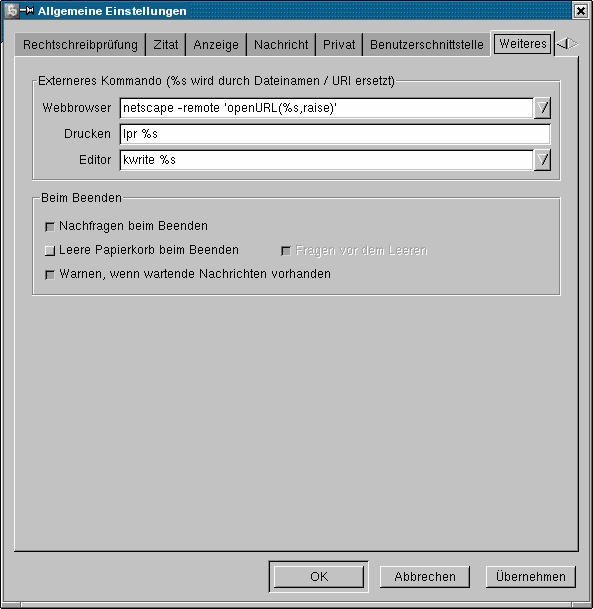 Allgemeine Einstellungen
Rechtschreibprüfung Zitat Anzeige Nachricht Privat Benutzerschnittstelle Weiteres
Externeres Kommando (%s wird durch Dateinamen / URI ersetzt)
Webbrowser netscape -remote 'openURL(%s,raise)'
Drucken lpr %s
Editor kwrite %s
Beim Beenden
Nachfragen beim Beenden
Leere Papierkorb beim Beenden Fragen vor dem Leeren
Warnen, wenn wartende Nachrichten vorhanden
OK Abbrechen Übernehmen